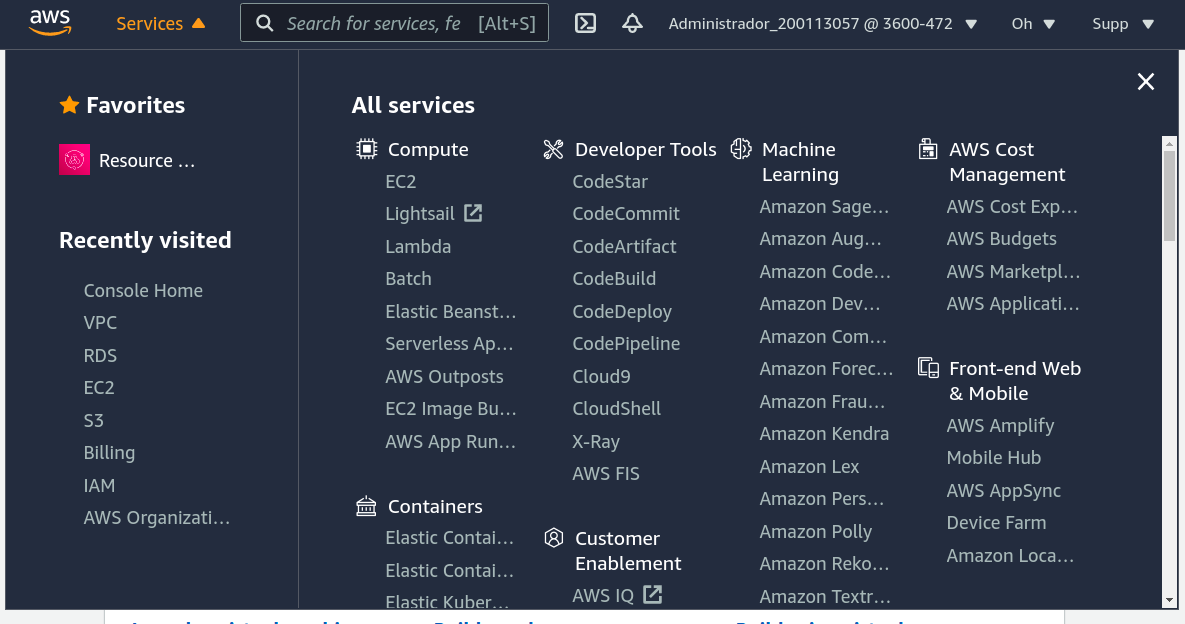 aws
Services
Search for services, fe [Alt+S]
Administrador_200113057 @ 3600-472
Oh
Supp
Favorites
Resource ...
Recently visited
Console Home
VPC
RDS
EC2
S3
Billing
IAM
AWS Organizati...
All services
Compute
EC2
Lightsail
Lambda
Batch
Elastic Beanst...
Serverless Ap...
AWS Outposts
EC2 Image Bu...
AWS App Run...
Containers
Elastic Contai...
Elastic Contai...
Elastic Kuber...
Developer Tools
CodeStar
CodeCommit
CodeArtifact
CodeBuild
CodeDeploy
CodePipeline
Cloud9
CloudShell
X-Ray
AWS FIS
Customer
Enablement
AWS IQ
Machine
Learning
Amazon Sage...
Amazon Aug...
Amazon Code...
Amazon Dev...
Amazon Com...
Amazon Forec...
Amazon Frau...
Amazon Kendra
Amazon Lex
Amazon Pers...
Amazon Polly
Amazon Reko...
Amazon Textr...
AWS Cost
Management
AWS Cost Exp...
AWS Budgets
AWS Marketpl...
AWS Applicati...
Front-end Web
& Mobile
AWS Amplify
Mobile Hub
AWS AppSync
Device Farm
Amazon Loca...